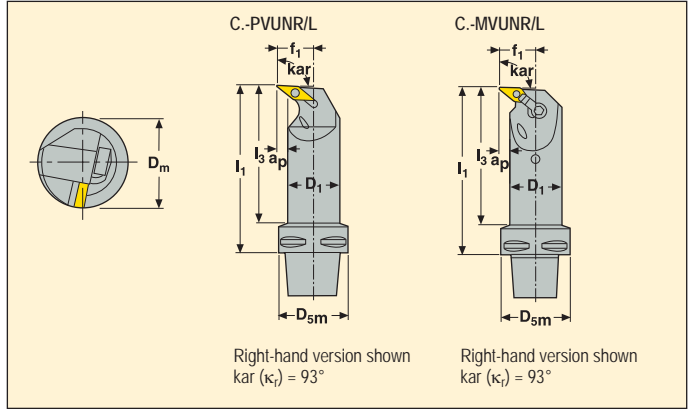 C.-PVUNR/L
C.-MVUNR/L
f1
kar
f1
kar
Dm
l1
l3
ap
D1
l1
l3
ap
D1
D5m
D5m
Right-hand version shown
kar (κr) = 93°
Right-hand version shown
kar (κr) = 93°